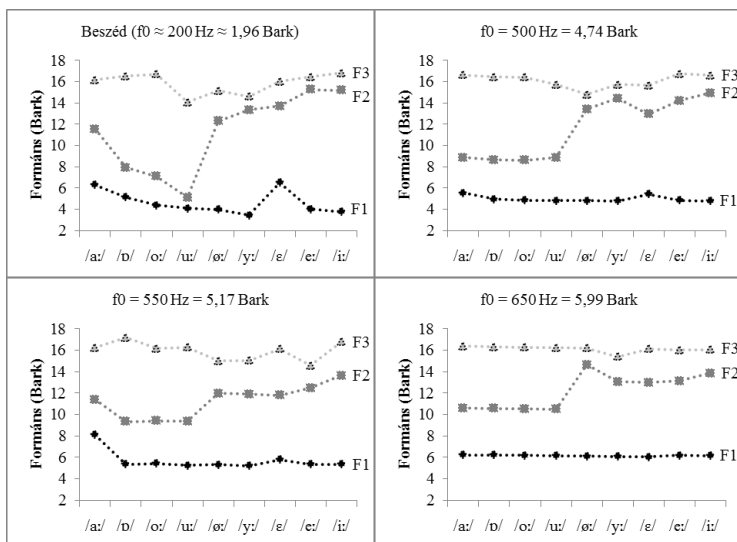 Beszéd (f0 ≈ 200 Hz ≈ 1,96 Bark)
Formáns (Bark)
18
16
14
12
10
8
6
4
2
F3
F2
F1
/aː/ /ɒ/ /oː/ /uː/ /øː/ /yː/ /ɛ/ /eː/ /iː/
f0 = 500 Hz = 4,74 Bark
Formáns (Bark)
18
16
14
12
10
8
6
4
2
F3
F2
F1
/aː/ /ɒ/ /oː/ /uː/ /øː/ /yː/ /ɛ/ /eː/ /iː/
f0 = 550 Hz = 5,17 Bark
Formáns (Bark)
18
16
14
12
10
8
6
4
2
F3
F2
F1
/aː/ /ɒ/ /oː/ /uː/ /øː/ /yː/ /ɛ/ /eː/ /iː/
f0 = 650 Hz = 5,99 Bark
Formáns (Bark)
18
16
14
12
10
8
6
4
2
F3
F2
F1
/aː/ /ɒ/ /oː/ /uː/ /øː/ /yː/ /ɛ/ /eː/ /iː/